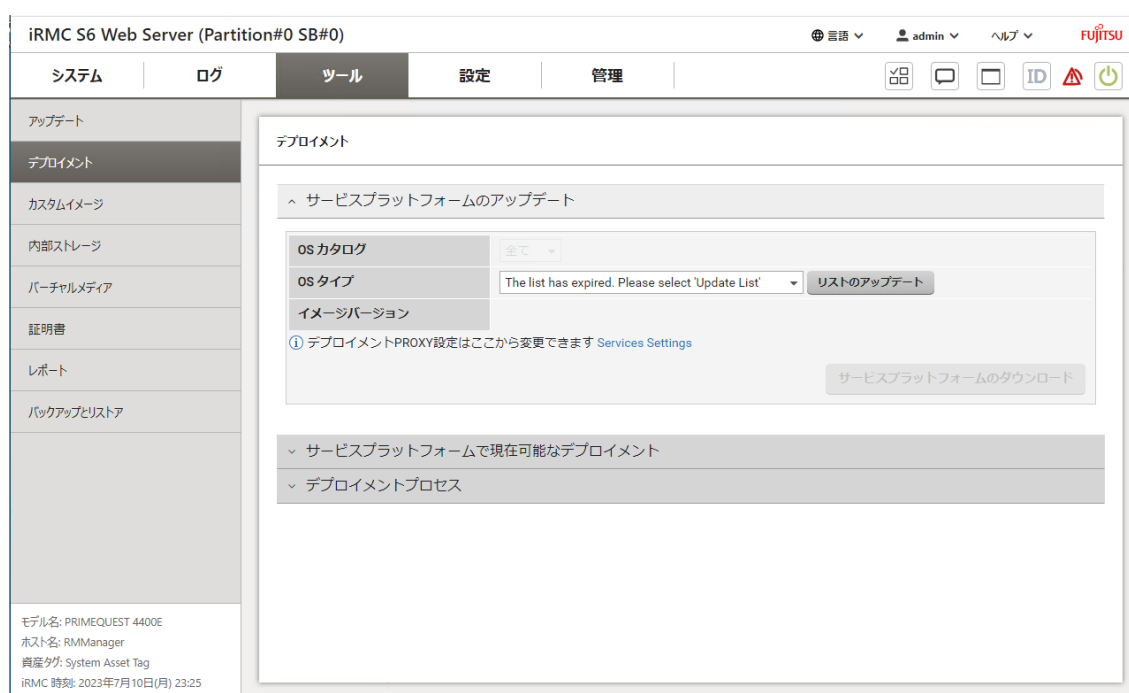 iRMC S6 Web Server (Partition#0 SB#0)
言語
admin
ヘルプ
FUJITSU
システム
ログ
ツール
設定
管理
ID
アップデート
デプロイメント
カスタムイメージ
内部ストレージ
バーチャルメディア
証明書
レポート
バックアップとリストア
デプロイメント
サービスプラットフォームのアップデート
OS カタログ
全て
OS タイプ
The list has expired. Please select 'Update List'
リストのアップデート
イメージバージョン
デプロイメントPROXY設定はここから変更できます Services Settings
サービスプラットフォームのダウンロード
サービスプラットフォームで現在可能なデプロイメント
デプロイメントプロセス
モデル名: PRIMEQUEST 4400E
ホスト名: RMManager
資産タグ: System Asset Tag
iRMC 時刻: 2023年7月10日(月) 23:25